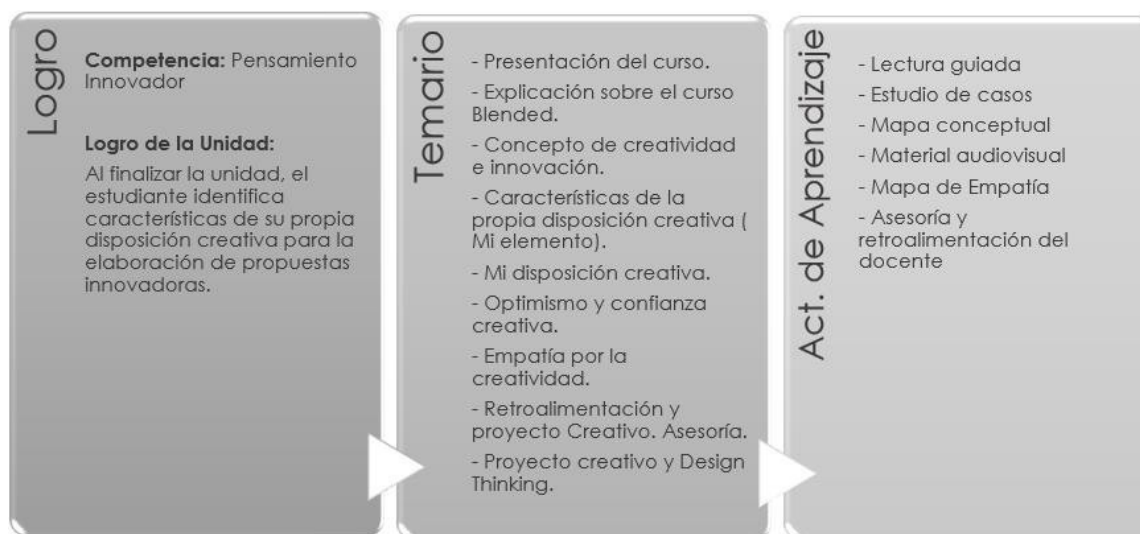 Logro
Competencia: Pensamiento
Innovador
Logro de la Unidad:
Al finalizar la unidad, el
estudiante identifica
características de su propia
disposición creativa para la
elaboración de propuestas
innovadoras.
Temario
- Presentación del curso.
- Explicación sobre el curso
Blended.
- Concepto de creatividad
e innovación.
- Características de la
propia disposición creativa (
Mi elemento).
- Mi disposición creativa.
- Optimismo y confianza
creativa.
- Empatía por la
creatividad.
- Retroalimentación y
proyecto Creativo. Asesoría.
- Proyecto creativo y Design
Thinking.
Act. de Aprendizaje
- Lectura guiada
- Estudio de casos
- Mapa conceptual
- Material audiovisual
- Mapa de Empatía
- Asesoría y
retroalimentación del
docente